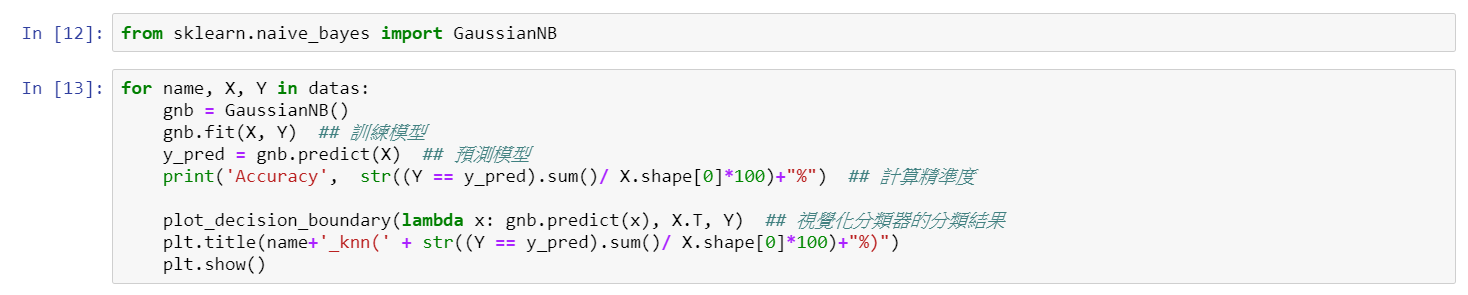 In [12]: from sklearn.naive_bayes import GaussianNB
In [13]: for name, X, Y in datas:
    gnb = GaussianNB()
    gnb.fit(X, Y)  ## 訓練模型
    y_pred = gnb.predict(X)  ## 預測模型
    print('Accuracy',  str((Y == y_pred).sum()/ X.shape[0]*100)+"%")  ## 計算精準度
    plot_decision_boundary(lambda x: gnb.predict(x), X.T, Y)  ## 視覺化分類器的分類結果
    plt.title(name+'_knn(' + str((Y == y_pred).sum()/ X.shape[0]*100)+"%)")
    plt.show()